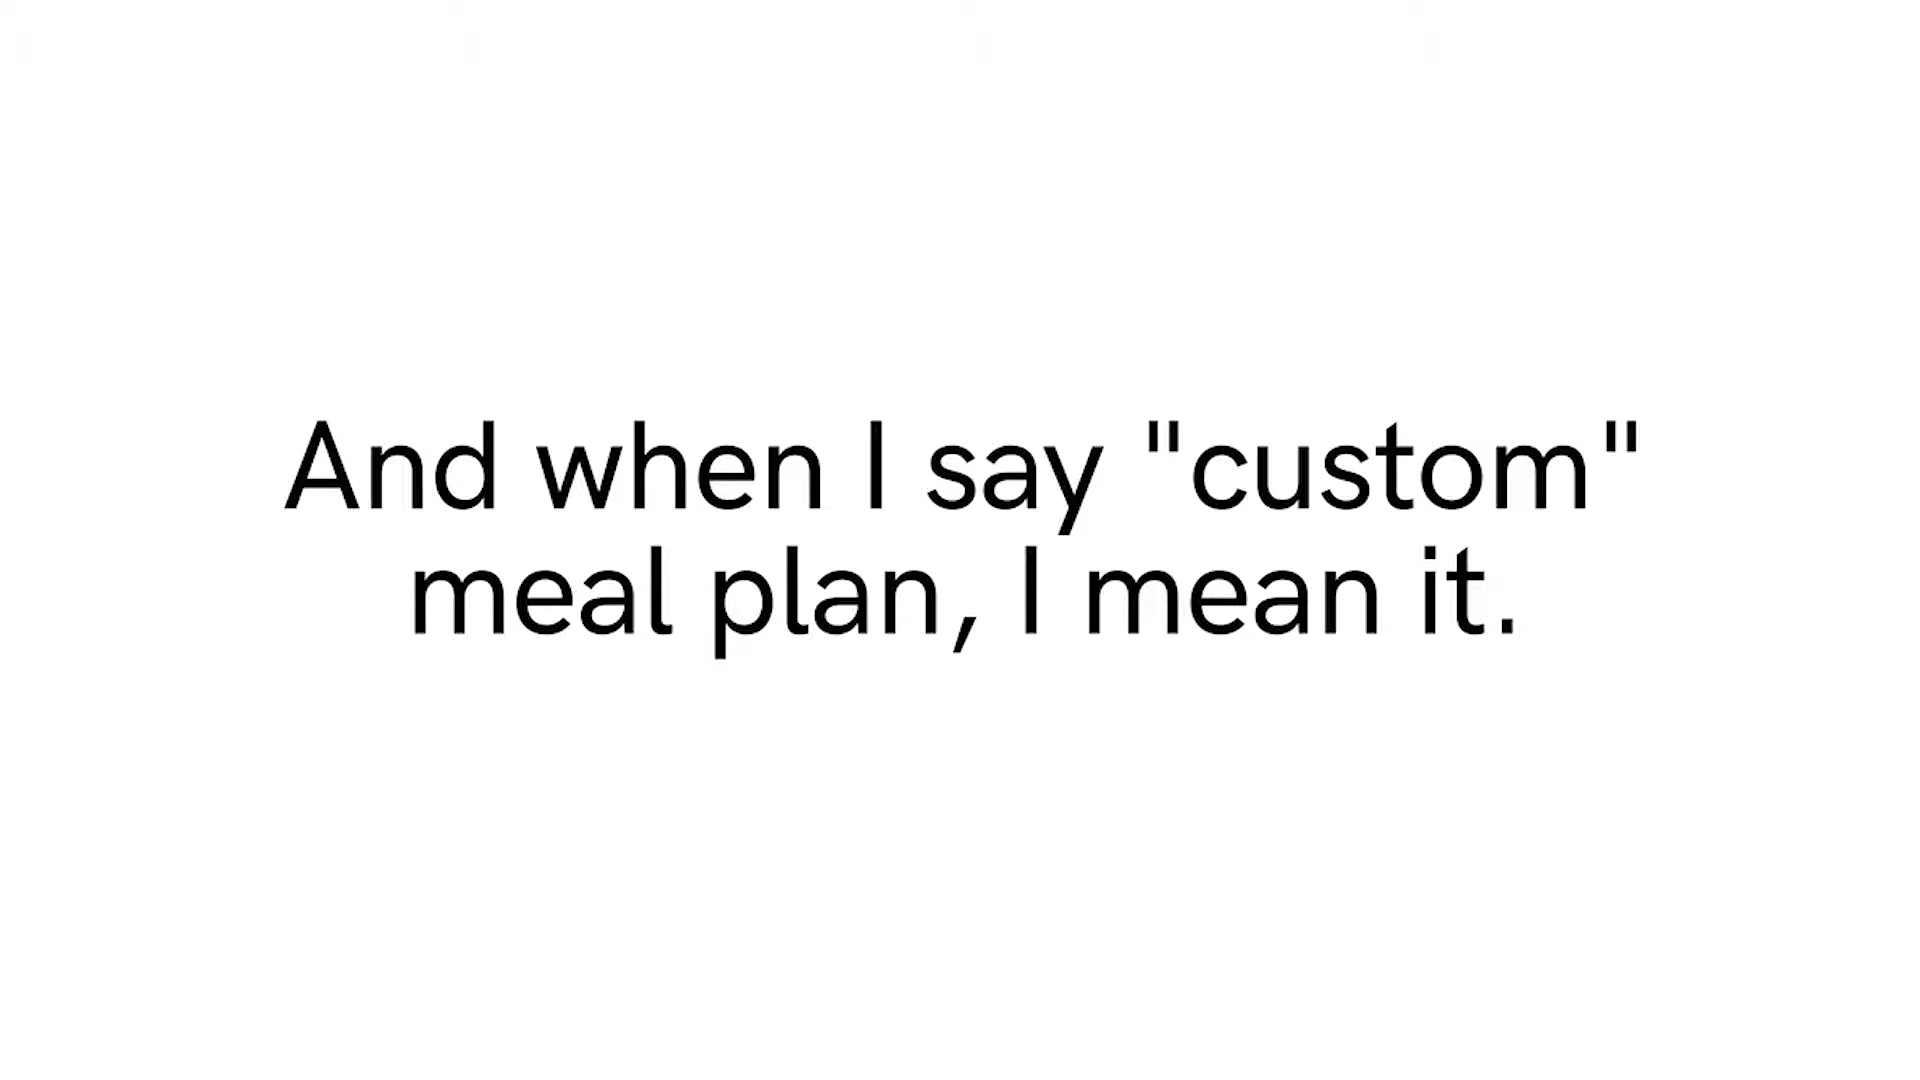 And when I say "custom"
meal plan, I mean it.